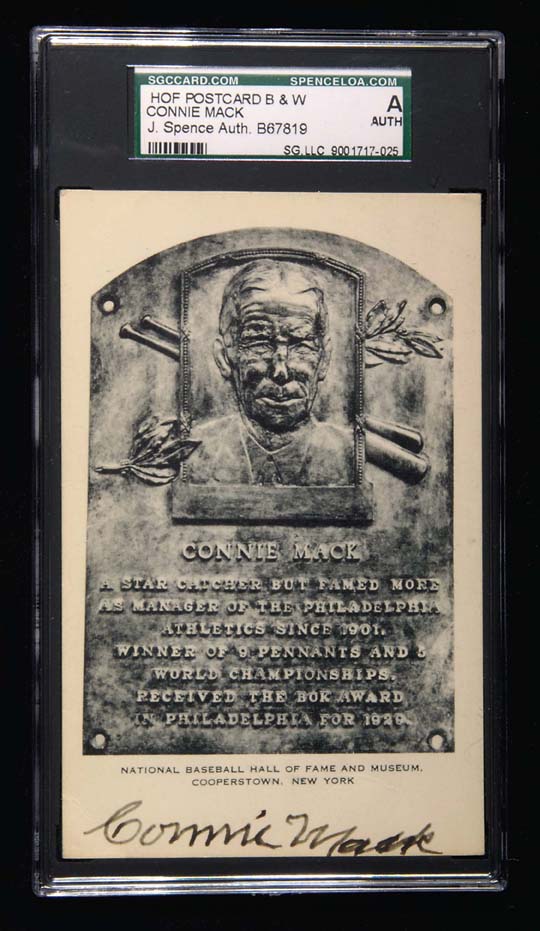 SGCCARD.COM SPENCELOA.COM
HOF POSTCARD B & W
CONNIE MACK
J. Spence Auth. B67819
A
AUTH
SG, LLC 9001717-025
CONNIE MACK
A STAR CATCHER BUT FAMED MORE
AS MANAGER OF THE PHILADELPHIA
ATHLETICS SINCE 1901.
WINNER OF 9 PENNANTS AND 5
WORLD CHAMPIONSHIPS.
RECEIVED THE BOK AWARD
IN PHILADELPHIA FOR 1929.
NATIONAL BASEBALL HALL OF FAME AND MUSEUM,
COOPERSTOWN, NEW YORK
Connie Mack